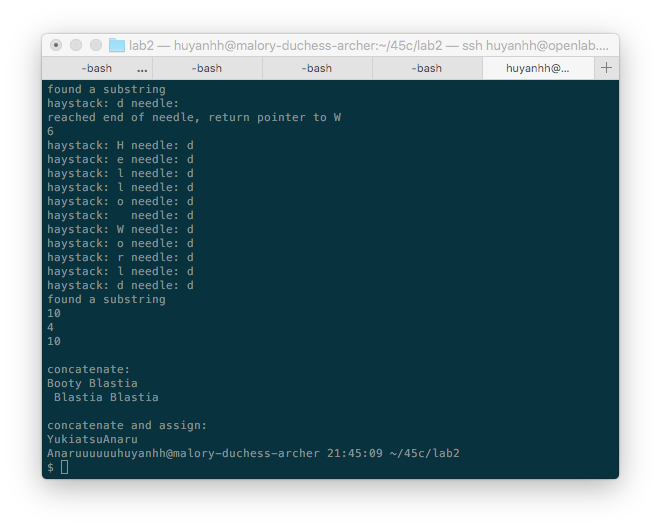 lab2 — huyanhh@malory-duchess-archer:~/45c/lab2 — ssh huyanhh@openlab....
-bash ... -bash -bash -bash huyanhh@... +
found a substring
haystack: d needle:
reached end of needle, return pointer to W
6
haystack: H needle: d
haystack: e needle: d
haystack: l needle: d
haystack: l needle: d
haystack: o needle: d
haystack:   needle: d
haystack: W needle: d
haystack: o needle: d
haystack: r needle: d
haystack: l needle: d
haystack: d needle: d
found a substring
10
4
10
concatenate:
Booty Blastia
 Blastia Blastia
concatenate and assign:
YukiatsuAnaru
Anaruuuuuuhuyanhh@malory-duchess-archer 21:45:09 ~/45c/lab2
$